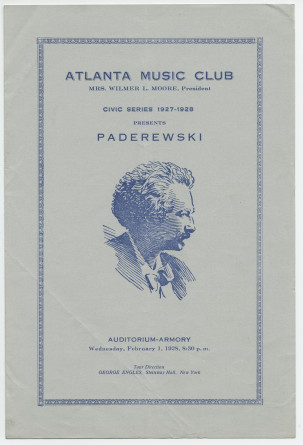 ATLANTA MUSIC CLUB
MRS. WILMER L. MOORE, President
CIVIC SERIES 1927-1928
PRESENTS
PADEREWSKI
AUDITORIUM-ARMORY
Wednesday, February 1, 1928, 8:30 p. m.
Tour Direction
GEORGE ENGLES, Steinway Hall, New York